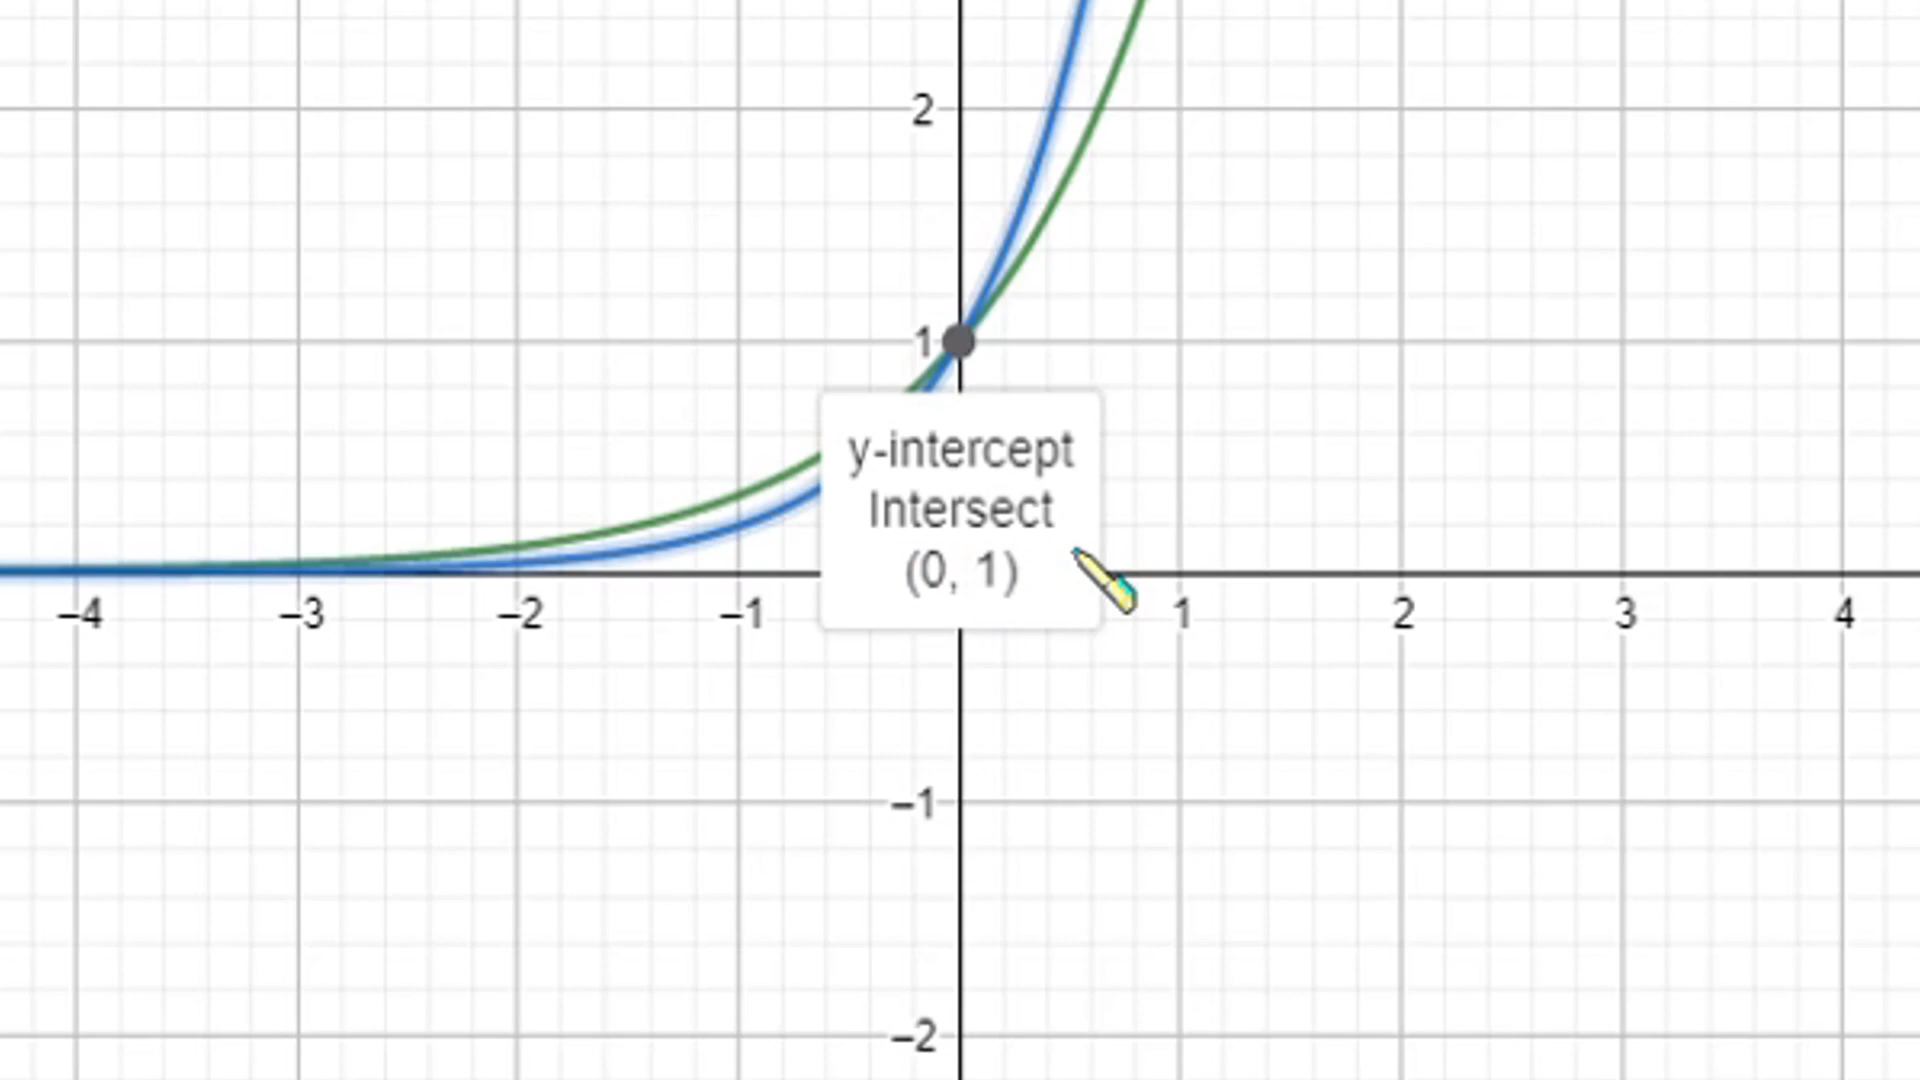 2
1
y-intercept
Intersect
(0, 1)
−4 −3 −2 −1 1 2 3 4
−1
−2